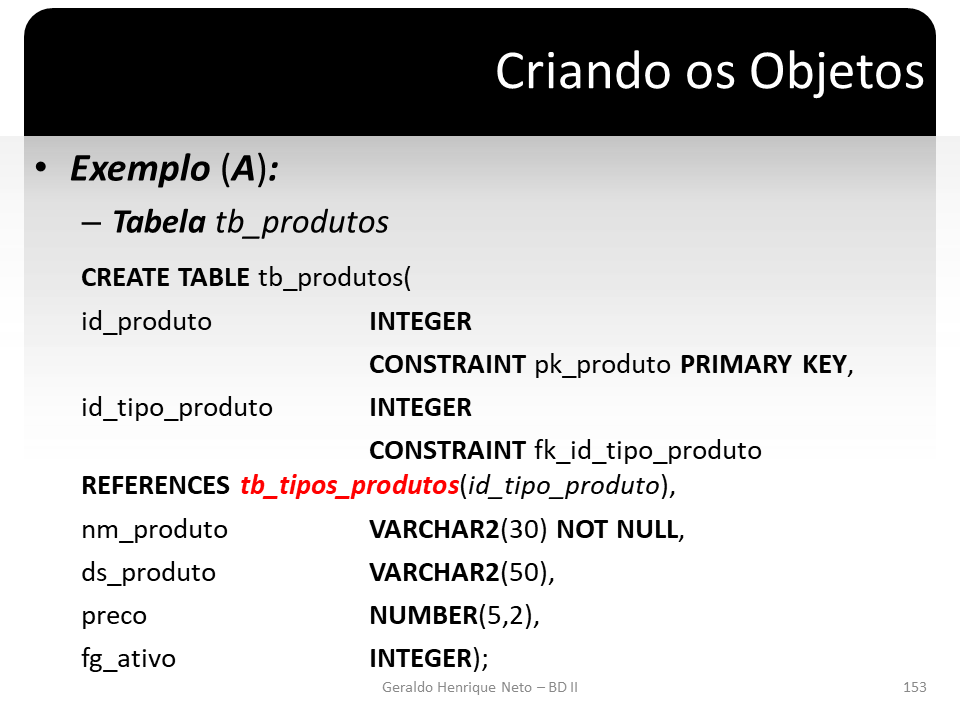 Criando os Objetos
• Exemplo (A):
– Tabela tb_produtos
CREATE TABLE tb_produtos(
id_produto INTEGER
CONSTRAINT pk_produto PRIMARY KEY,
id_tipo_produto INTEGER
CONSTRAINT fk_id_tipo_produto
REFERENCES tb_tipos_produtos(id_tipo_produto),
nm_produto VARCHAR2(30) NOT NULL,
ds_produto VARCHAR2(50),
preco NUMBER(5,2),
fg_ativo INTEGER);
Geraldo Henrique Neto – BD II 153